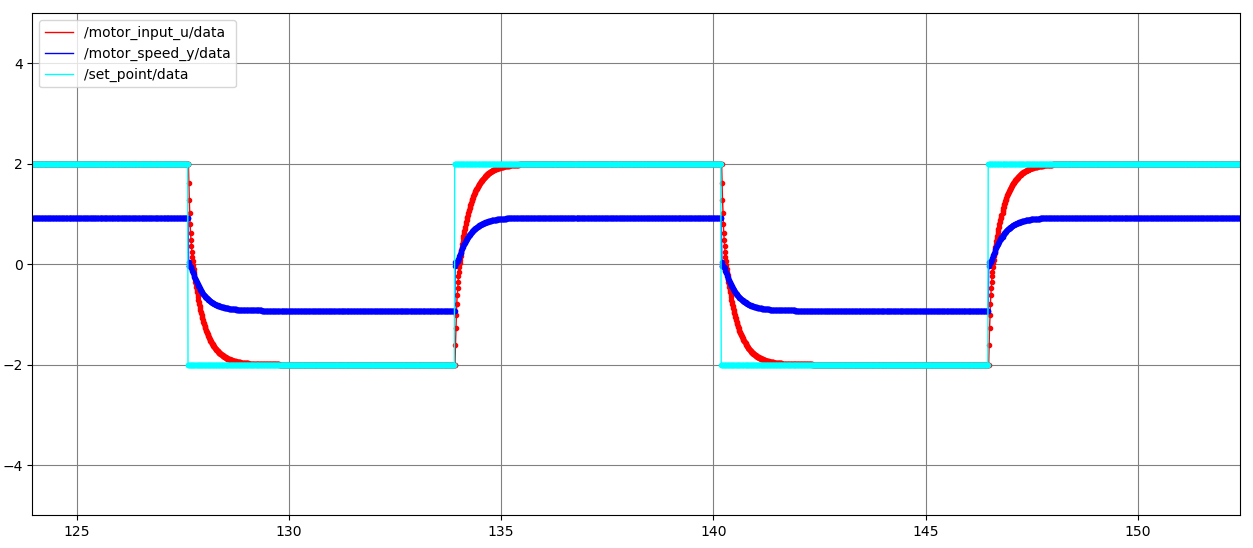 /motor_input_u/data
/motor_speed_y/data
/set_point/data
4
2
0
−2
−4
125 130 135 140 145 150